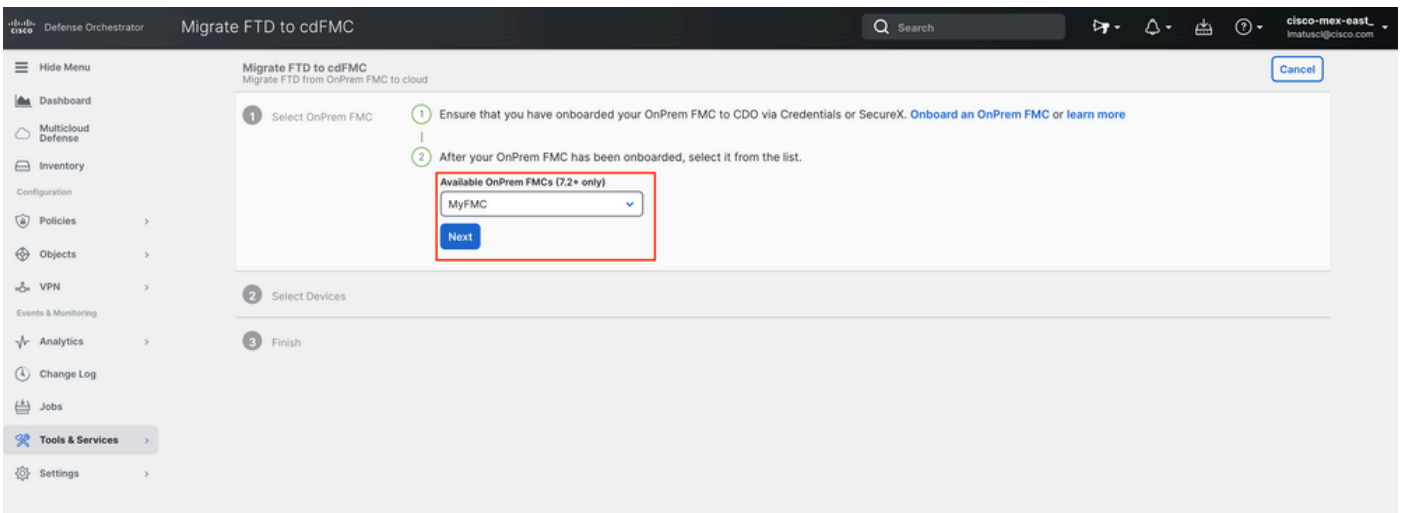 cisco Defense Orchestrator
Migrate FTD to cdFMC
Search
cisco-mex-east_
lmatuscl@cisco.com
Hide Menu
Dashboard
Multicloud
Defense
Inventory
Configuration
Policies
Objects
VPN
Events & Monitoring
Analytics
Change Log
Jobs
Tools & Services
Settings
Migrate FTD to cdFMC
Migrate FTD from OnPrem FMC to cloud
Cancel
1 Select OnPrem FMC
1 Ensure that you have onboarded your OnPrem FMC to CDO via Credentials or SecureX. Onboard an OnPrem FMC or learn more
2 After your OnPrem FMC has been onboarded, select it from the list.
Available OnPrem FMCs (7.2+ only)
MyFMC
Next
2 Select Devices
3 Finish